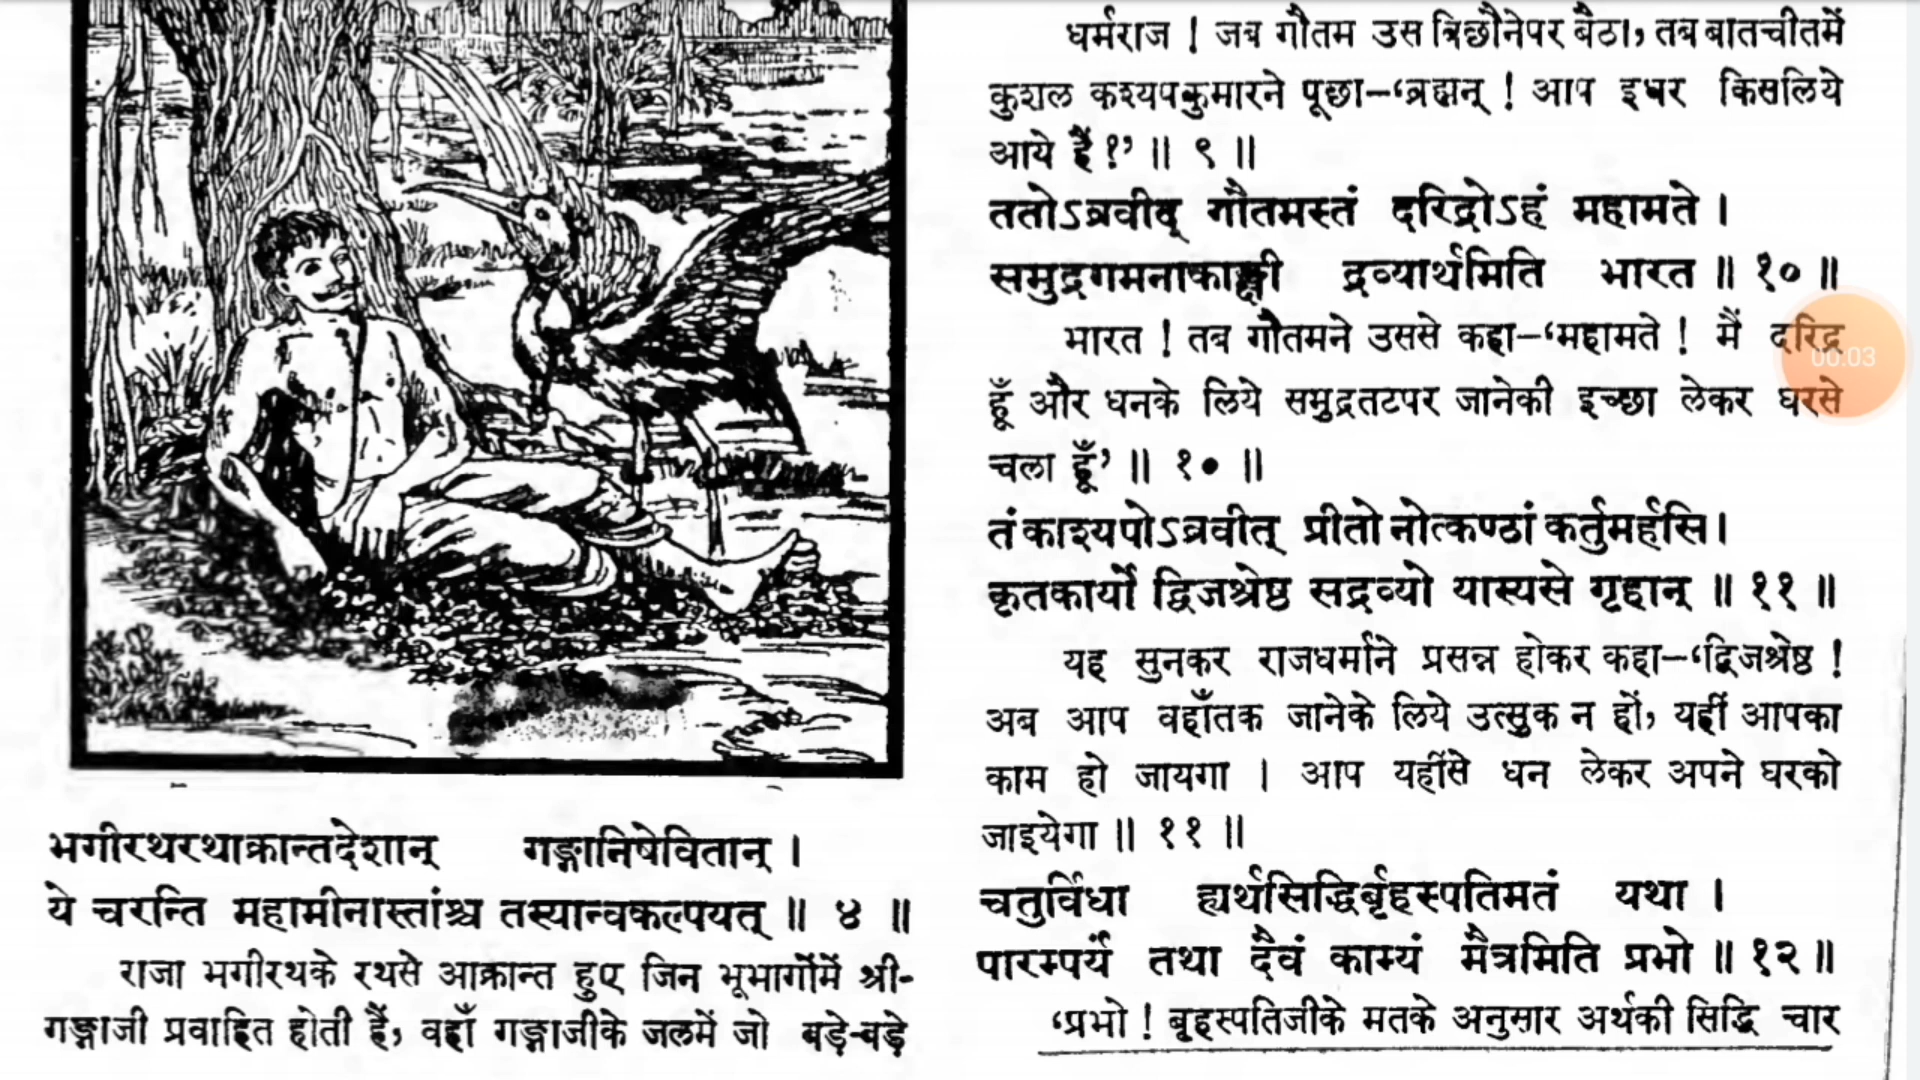 भगीरथरथाक्रान्तदेशान् गङ्गानिषेवितान् ।
ये चरन्ति महामीनास्तांश्च तस्यान्वकल्पयत् ॥ ४ ॥
राजा भगीरथके रथसे आक्रान्त हुए जिन भूभागोंमें श्री-
गङ्गाजी प्रवाहित होती हैं, वहाँ गङ्गाजीके जलमें जो बड़े-बड़े
धर्मराज ! जब गौतम उस बिछौनेपर बैठा, तब बातचीतमें
कुशल कश्यपकुमारने पूछा—‘ब्रह्मन् ! आप इधर किसलिये
आये हैं ?’ ॥ ९ ॥
ततोऽब्रवीद् गौतमस्तं दरिद्रोऽहं महामते ।
समुद्रगमनाकाङ्क्षी द्रव्यार्थमिति भारत ॥ १० ॥
भारत ! तब गौतमने उससे कहा—‘महामते ! मैं दरिद्र
हूँ और धनके लिये समुद्रतटपर जानेकी इच्छा लेकर घरसे
चला हूँ’ ॥ १० ॥
तं काश्यपोऽब्रवीत् प्रीतो नोत्कण्ठां कर्तुमर्हसि ।
कृतकार्यो द्विजश्रेष्ठ सद्रव्यो यास्यसे गृहान् ॥ ११ ॥
यह सुनकर राजधर्माने प्रसन्न होकर कहा—‘द्विजश्रेष्ठ !
अब आप वहाँतक जानेके लिये उत्सुक न हों, यहीं आपका
काम हो जायगा । आप यहींसे धन लेकर अपने घरको
जाइयेगा ॥ ११ ॥
चतुर्विधा ह्यर्थसिद्धिर्बृहस्पतिमतं यथा ।
पारम्पर्यं तथा दैवं काम्यं मैत्रमिति प्रभो ॥ १२ ॥
‘प्रभो ! बृहस्पतिजीके मतके अनुसार अर्थकी सिद्धि चार
00:03